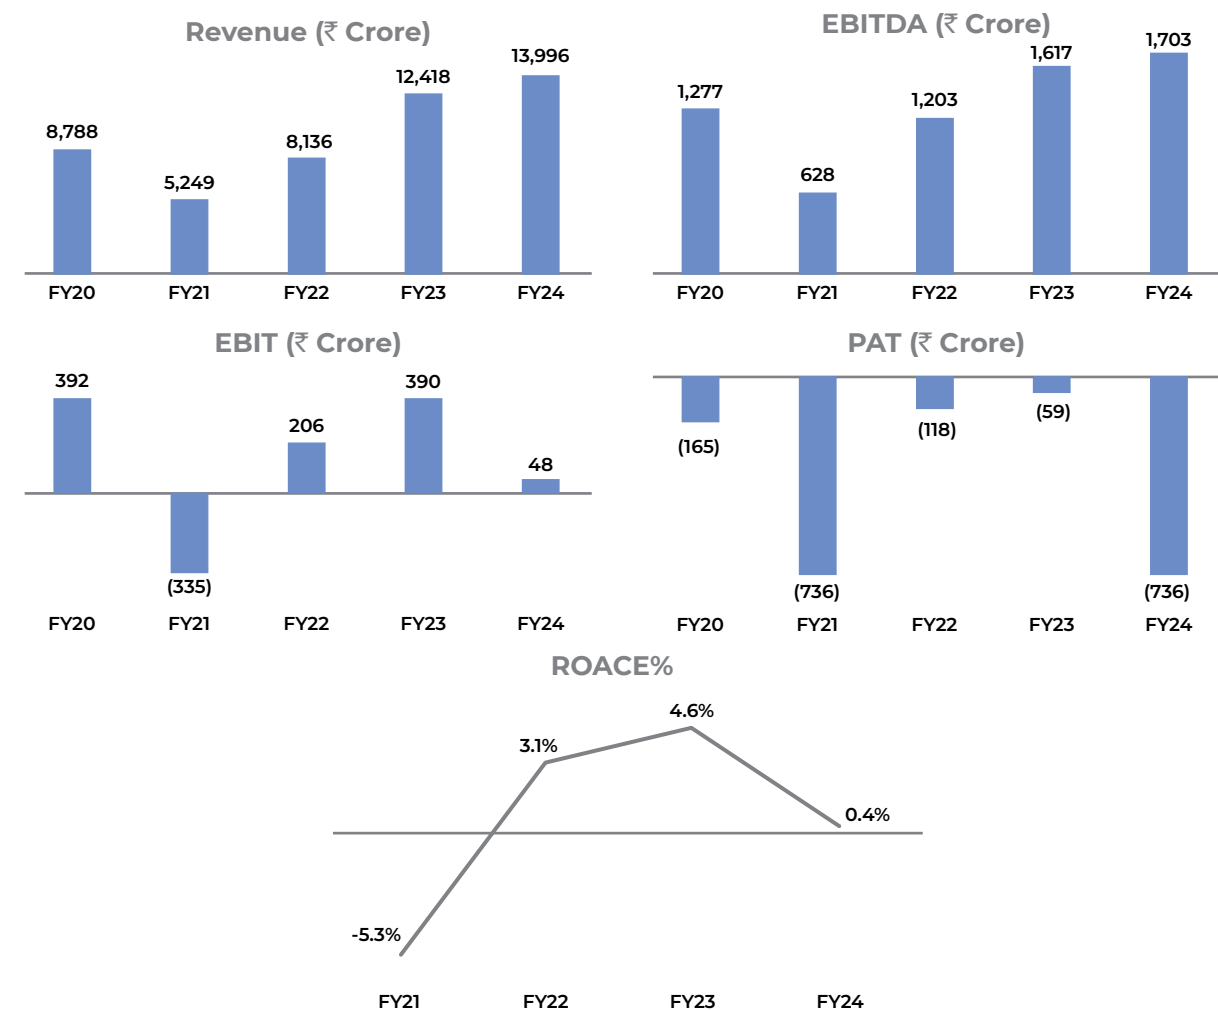 Revenue (₹ Crore)
8,788
5,249
8,136
12,418
13,996
FY20 FY21 FY22 FY23 FY24
EBITDA (₹ Crore)
1,277
628
1,203
1,617
1,703
FY20 FY21 FY22 FY23 FY24
EBIT (₹ Crore)
392
(335)
206
390
48
FY20 FY21 FY22 FY23 FY24
PAT (₹ Crore)
(165)
(736)
(118)
(59)
(736)
FY20 FY21 FY22 FY23 FY24
ROACE%
-5.3%
3.1%
4.6%
0.4%
FY21 FY22 FY23 FY24